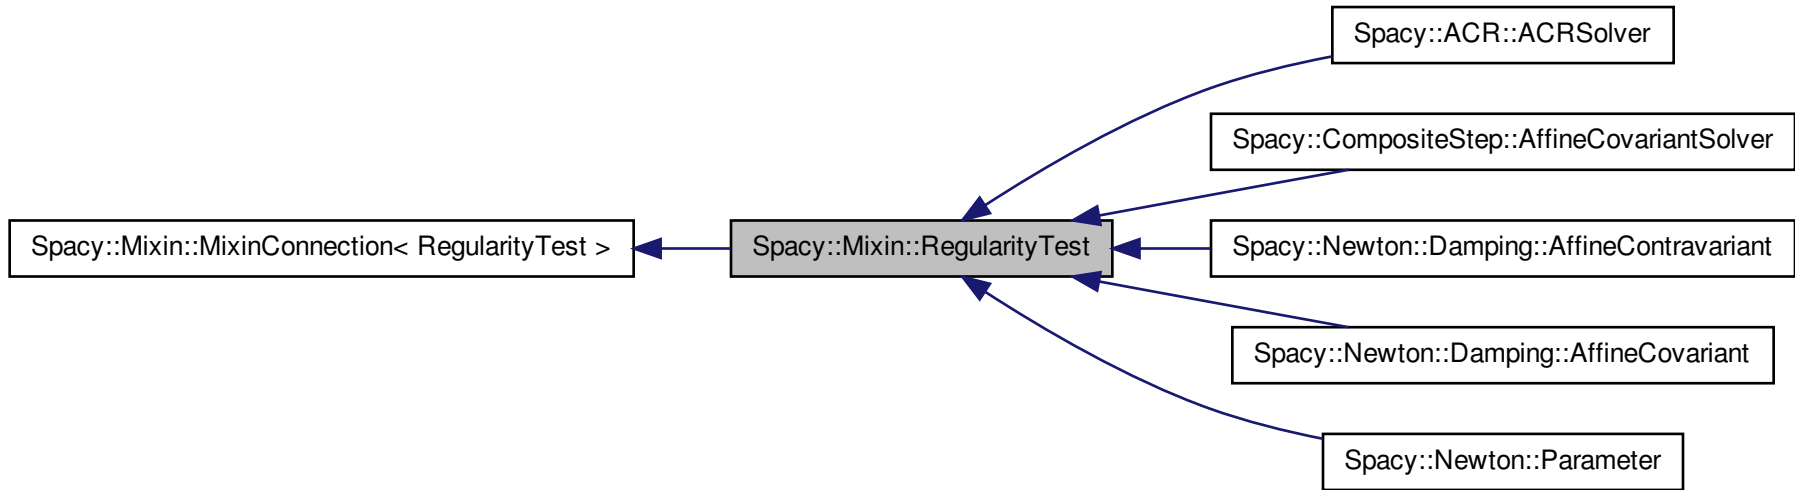 Spacy::ACR::ACRSolver
Spacy::CompositeStep::AffineCovariantSolver
Spacy::Mixin::MixinConnection< RegularityTest >
Spacy::Mixin::RegularityTest
Spacy::Newton::Damping::AffineContravariant
Spacy::Newton::Damping::AffineCovariant
Spacy::Newton::Parameter